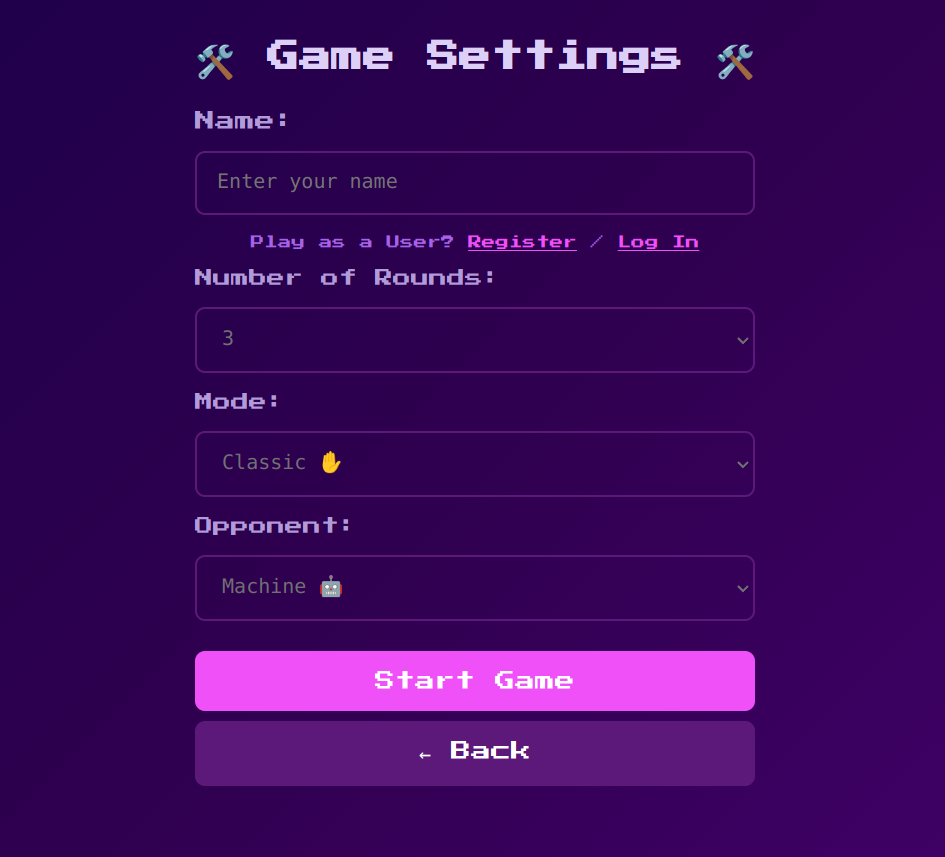 🛠️ Game Settings 🛠️
Name:
Enter your name
Play as a User? Register / Log In
Number of Rounds:
3
Mode:
Classic ✋
Opponent:
Machine 🤖
Start Game
← Back